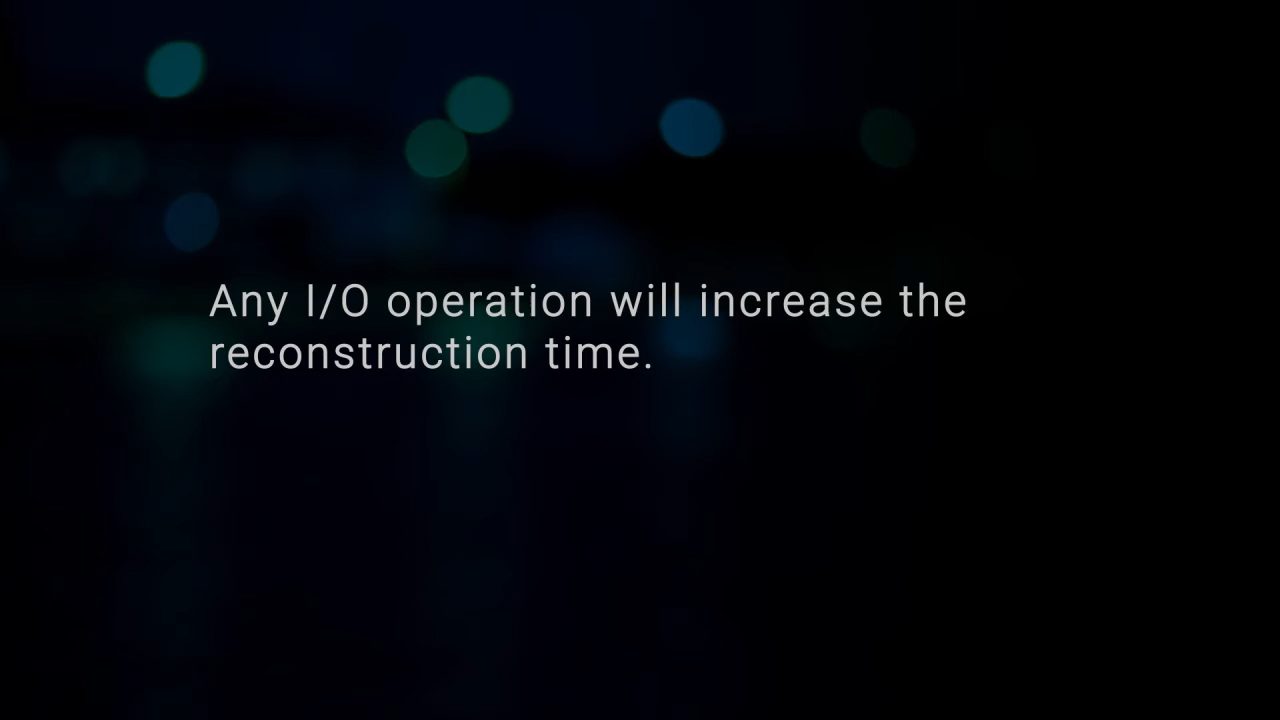 Any I/O operation will increase the
reconstruction time.